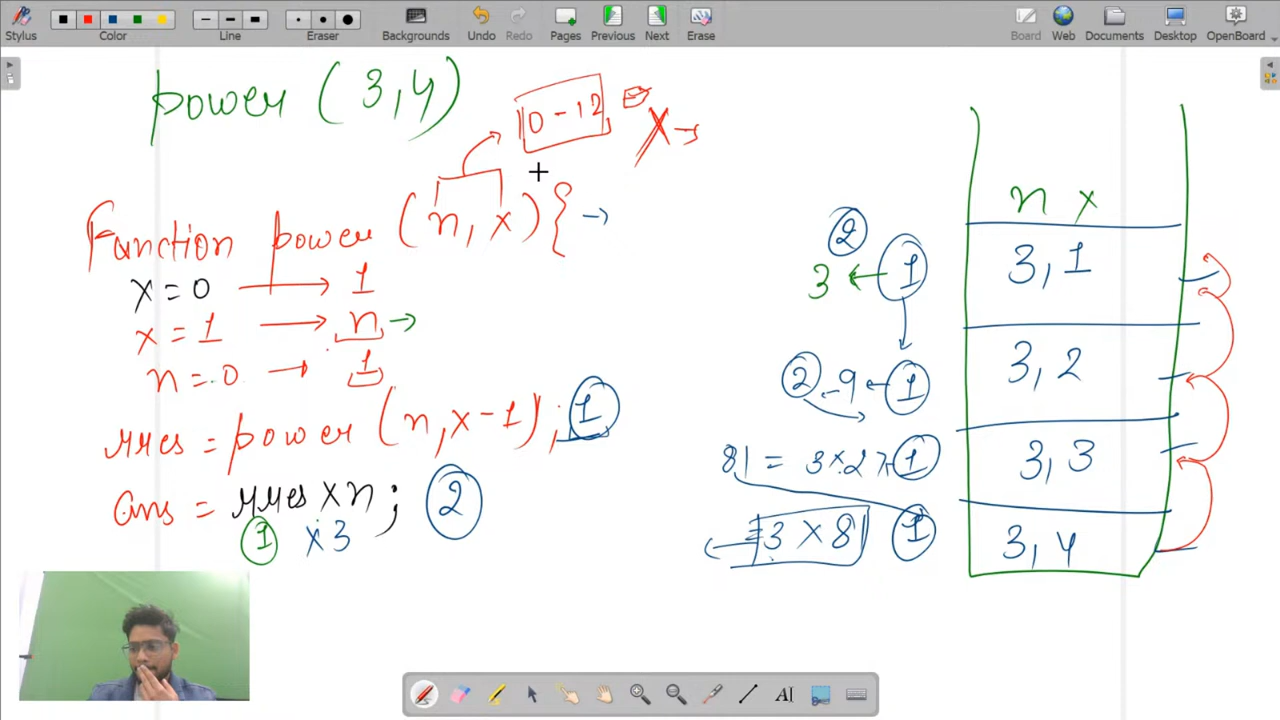 Stylus Color Line Eraser Backgrounds Undo Redo Pages Previous Next Erase Board Web Documents Desktop OpenBoard
power (3,4)
0 - 12
X
Function power (n, x) {
x = 0 → 1
x = 1 → n →
n = 0 → 1
rres = power (n, x-1); 1
Ans = rres x n; 2
1 x 3
n x
2
3 ← 1
3, 1
2 9 ← 1
3, 2
81 = 3 x 27 1
3, 3
= 3 x 81 1
3, 4
AI